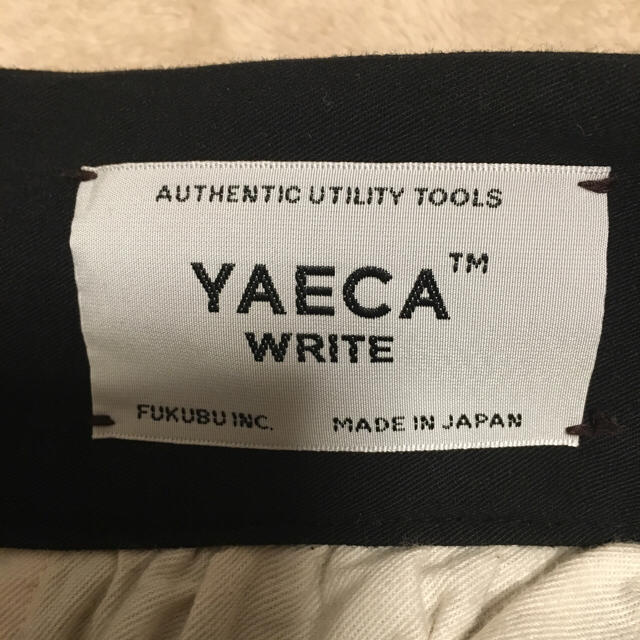 AUTHENTIC UTILITY TOOLS
YAECA™
WRITE
FUKUBU INC. MADE IN JAPAN